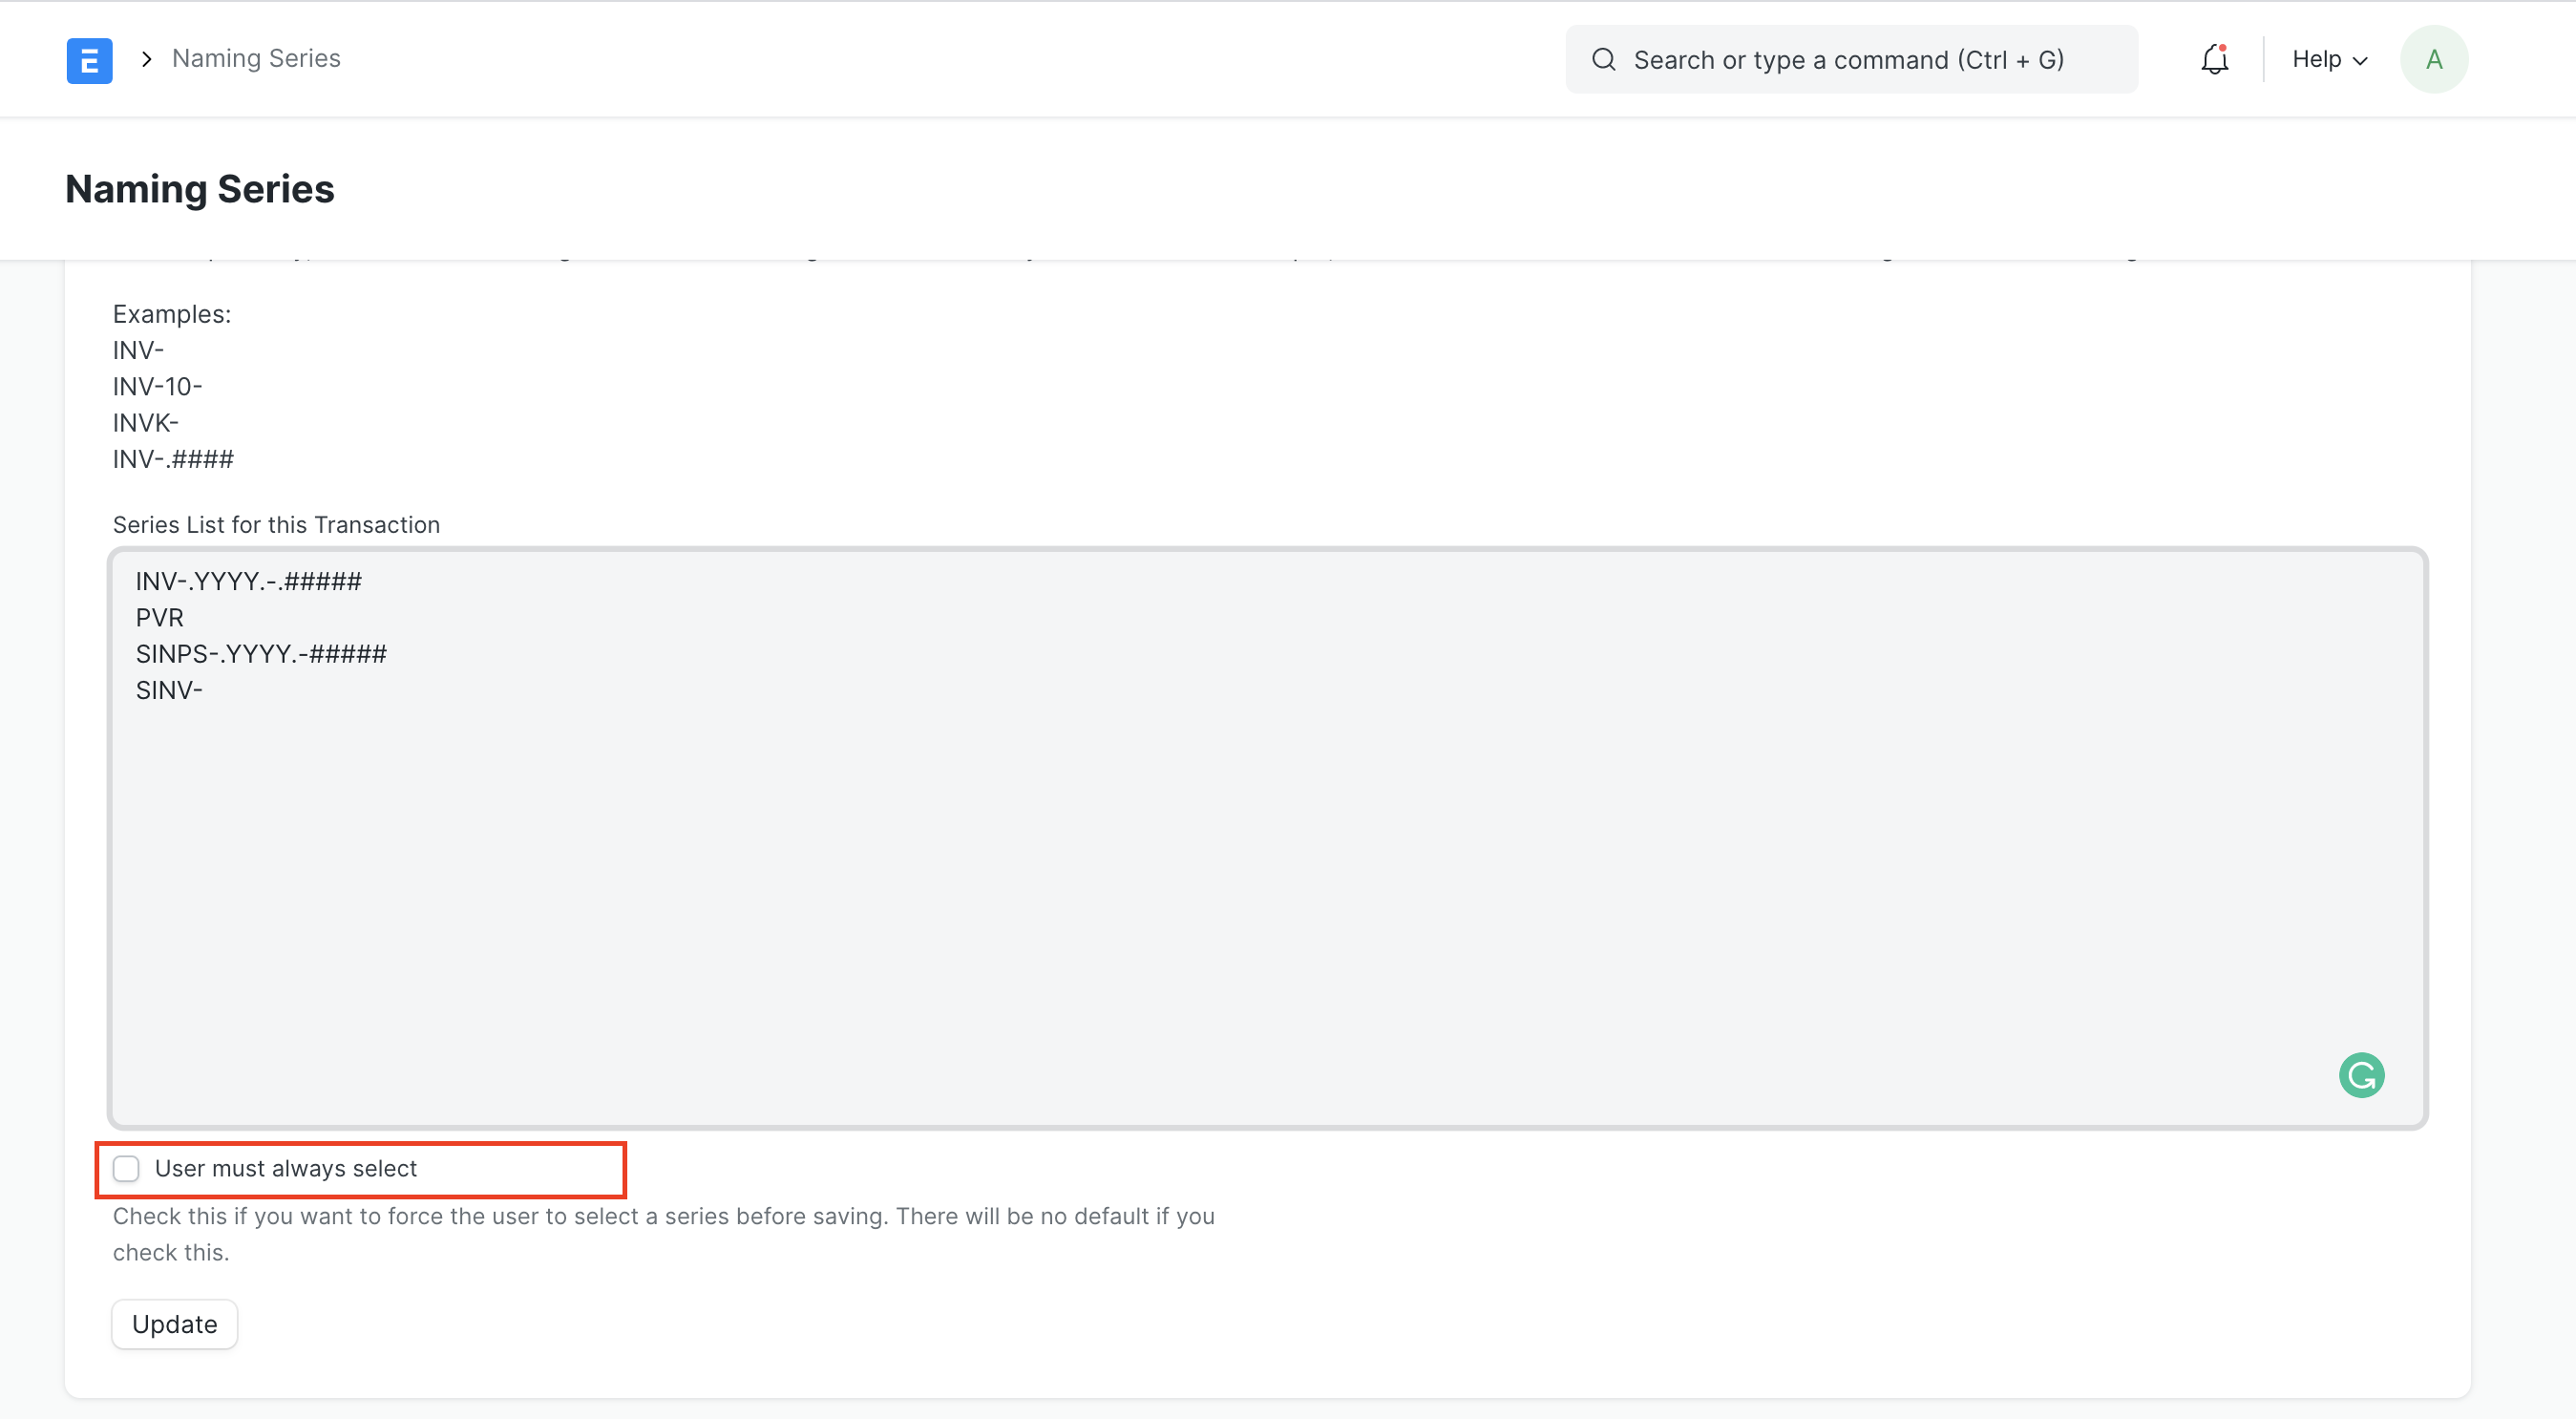 E
Naming Series
Search or type a command (Ctrl + G)
Help
A
Naming Series
Examples:
INV-
INV-10-
INVK-
INV-.####
Series List for this Transaction
INV-.YYYY.-.#####
PVR
SINPS-.YYYY.-#####
SINV-
User must always select
Check this if you want to force the user to select a series before saving. There will be no default if you
check this.
Update